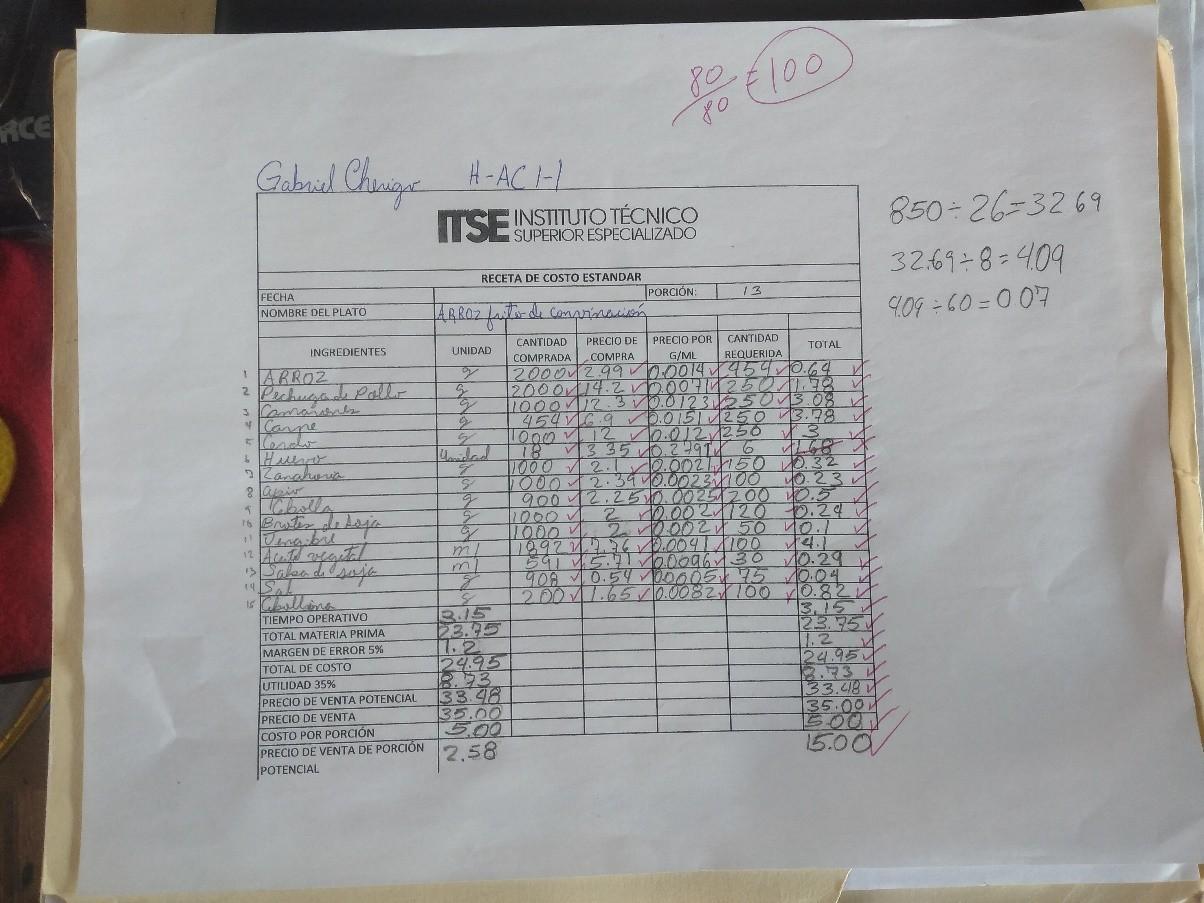 80/80 = 100
Gabriel Cherigo H-AC 1-1
ITSE INSTITUTO TÉCNICO
SUPERIOR ESPECIALIZADO
850 ÷ 26 = 32 69
32.69 ÷ 8 = 4.09
4.09 ÷ 60 = 0 07
RECETA DE COSTO ESTANDAR
FECHA PORCIÓN: 13
NOMBRE DEL PLATO ARROZ frito de convinación
INGREDIENTES UNIDAD CANTIDAD COMPRADA PRECIO DE COMPRA PRECIO POR G/ML CANTIDAD REQUERIDA TOTAL
1 ARROZ g 2000 2.99 0.0014 454 0.64
2 Pechuga de Pollo g 2000 14.2 0.0071 250 1.78
3 Camarones g 1000 12.3 0.0123 250 3.08
4 Carne g 454 6.9 0.0151 250 3.78
5 Cerdo g 1000 12 0.012 250 3
6 Huevo Unidad 18 3.35 0.2791 6 1.68
7 Zanahoria g 1000 2.1 0.0021 150 0.32
8 apio g 1000 2.39 0.0023 100 0.23
9 Cebolla g 900 2.25 0.0025 200 0.5
10 Brotes de soja g 1000 2 0.002 120 0.24
11 Jengibre g 1000 2 0.002 50 0.1
12 Aceite vegetal ml 1892 7.76 0.0041 100 4.1
13 Salsa de soja ml 591 5.71 0.0096 30 0.29
14 Sal g 908 0.54 0.0005 75 0.04
15 Cebollina g 200 1.65 0.0082 100 0.82
TIEMPO OPERATIVO 3.15 3.15
TOTAL MATERIA PRIMA 23.75 23.75
MARGEN DE ERROR 5% 1.2 1.2
TOTAL DE COSTO 24.95 24.95
UTILIDAD 35% 8.73 8.73
PRECIO DE VENTA POTENCIAL 33.48 33.48
PRECIO DE VENTA 35.00 35.00
COSTO POR PORCIÓN 5.00 5.00
PRECIO DE VENTA DE PORCIÓN 2.58 15.00
POTENCIAL